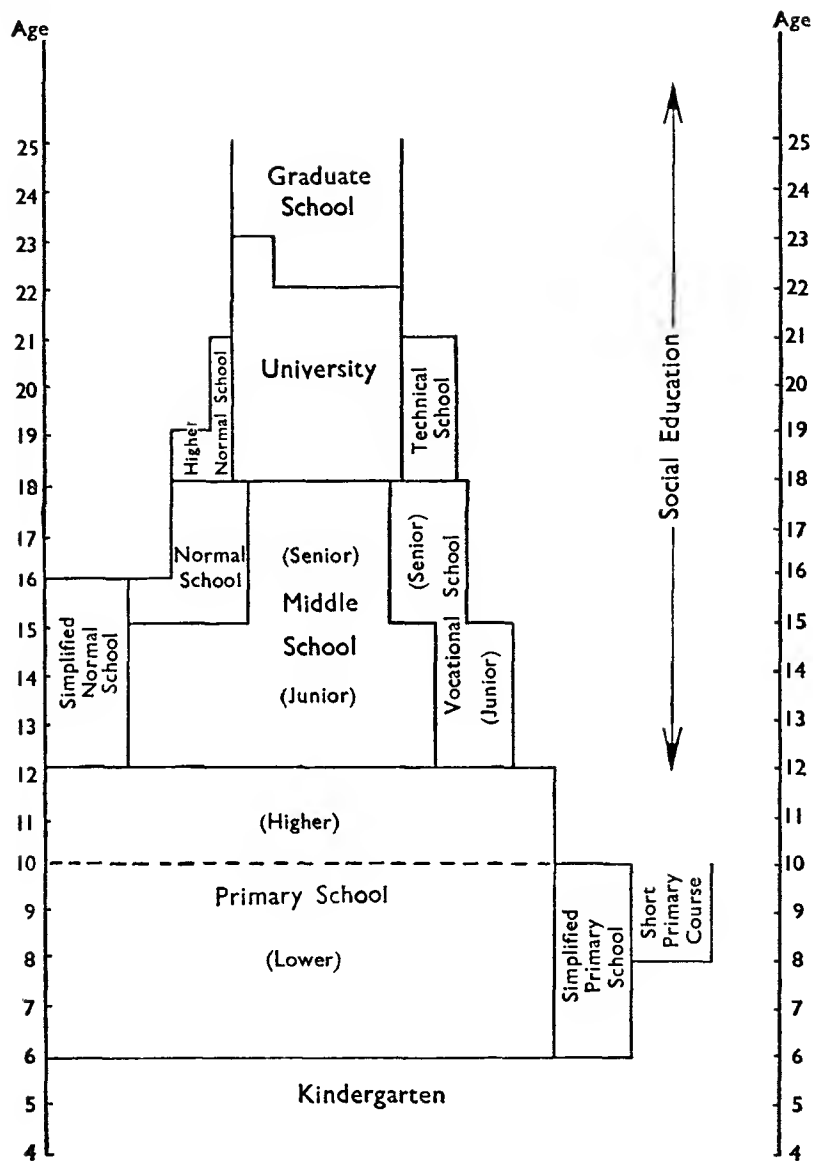 Age
Age
25
24
23
22
21
20
19
18
17
16
15
14
13
12
11
10
9
8
7
6
5
4
Graduate
School
University
Higher
Normal School
Technical
School
Normal
School
(Senior)
Middle
School
(Junior)
(Senior)
Vocational School
(Junior)
Simplified
Normal
School
(Higher)
Primary School
(Lower)
Simplified
Primary
School
Short
Primary
Course
Kindergarten
Social Education
25
24
23
22
21
20
19
18
17
16
15
14
13
12
11
10
9
8
7
6
5
4